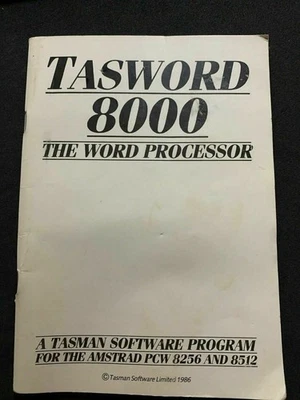 TASWORD
8000
THE WORD PROCESSOR
A TASMAN SOFTWARE PROGRAM
FOR THE AMSTRAD PCW 8256 AND 8512
©Tasman Software Limited 1986